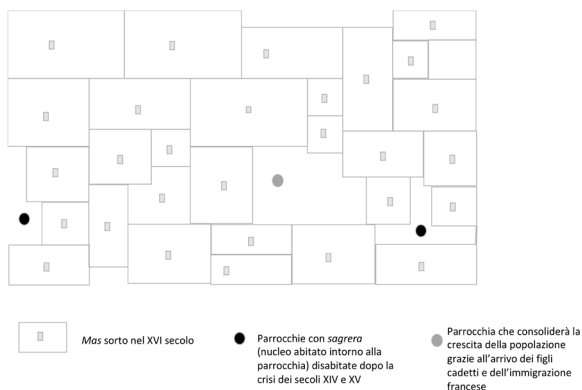 Mas sorto nel XVI secolo
Parrocchie con sagrera
(nucleo abitato intorno alla
parrocchia) disabitate dopo la
crisi dei secoli XIV e XV
Parrocchia che consoliderà la
crescita della popolazione
grazie all'arrivo dei figli
cadetti e dell'immigrazione
francese